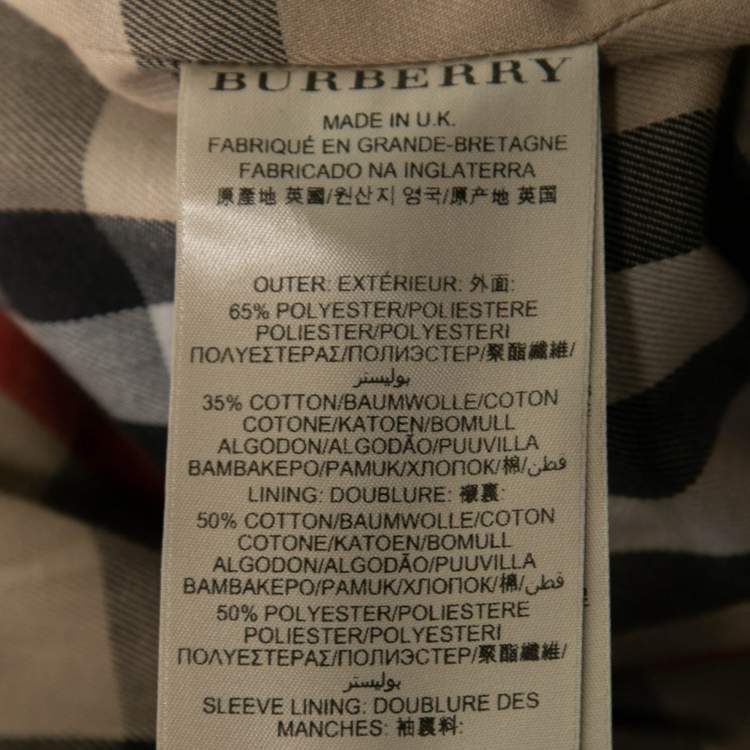 BURBERRY
MADE IN U.K.
FABRIQUÉ EN GRANDE-BRETAGNE
FABRICADO NA INGLATERRA
原產地 英國/원산지 영국/原产地 英国
OUTER: EXTÉRIEUR: 外面:
65% POLYESTER/POLIESTERE
POLIESTER/POLYESTERI
ΠΟΛΥΕΣΤΕΡΑΣ/ПОЛИЭСТЕР/聚酯纖維/
بوليستر
35% COTTON/BAUMWOLLE/COTON
COTONE/KATOEN/BOMULL
ALGODON/ALGODÃO/PUUVILLA
ΒΑΜΒΑΚΕΡΟ/PAMUK/ХЛОПОК/棉/قطن
LINING: DOUBLURE: 襯裏:
50% COTTON/BAUMWOLLE/COTON
COTONE/KATOEN/BOMULL
ALGODON/ALGODÃO/PUUVILLA
ΒΑΜΒΑΚΕΡΟ/PAMUK/ХЛОПОК/棉/قطن
50% POLYESTER/POLIESTERE
POLIESTER/POLYESTERI
ΠΟΛΥΕΣΤΕΡΑΣ/ПОЛИЭСТЕР/聚酯纖維/
بوليستر
SLEEVE LINING: DOUBLURE DES
MANCHES: 袖裏料: